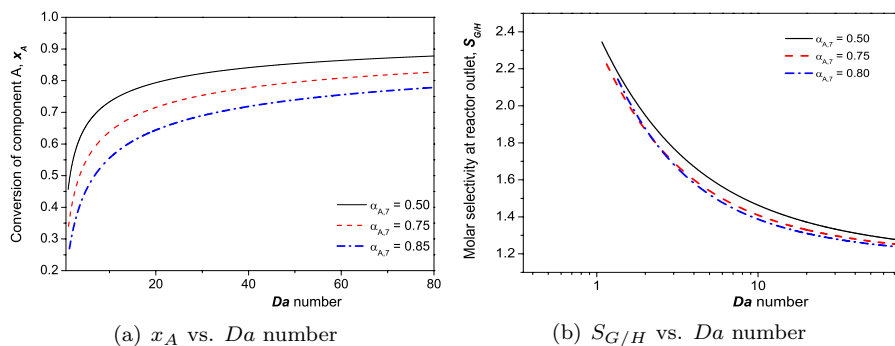 1.0
0.9
0.8
0.7
0.6
0.5
0.4
0.3
0.2
Conversion of component A, x_A
α_A,7 = 0.50
α_A,7 = 0.75
α_A,7 = 0.85
20 40 60 80
Da number
(a) x_A vs. Da number
2.4
2.2
2.0
1.8
1.6
1.4
1.2
Molar selectivity at reactor outlet, S_G/H
α_A,7 = 0.50
α_A,7 = 0.75
α_A,7 = 0.80
1 10
Da number
(b) S_G/H vs. Da number